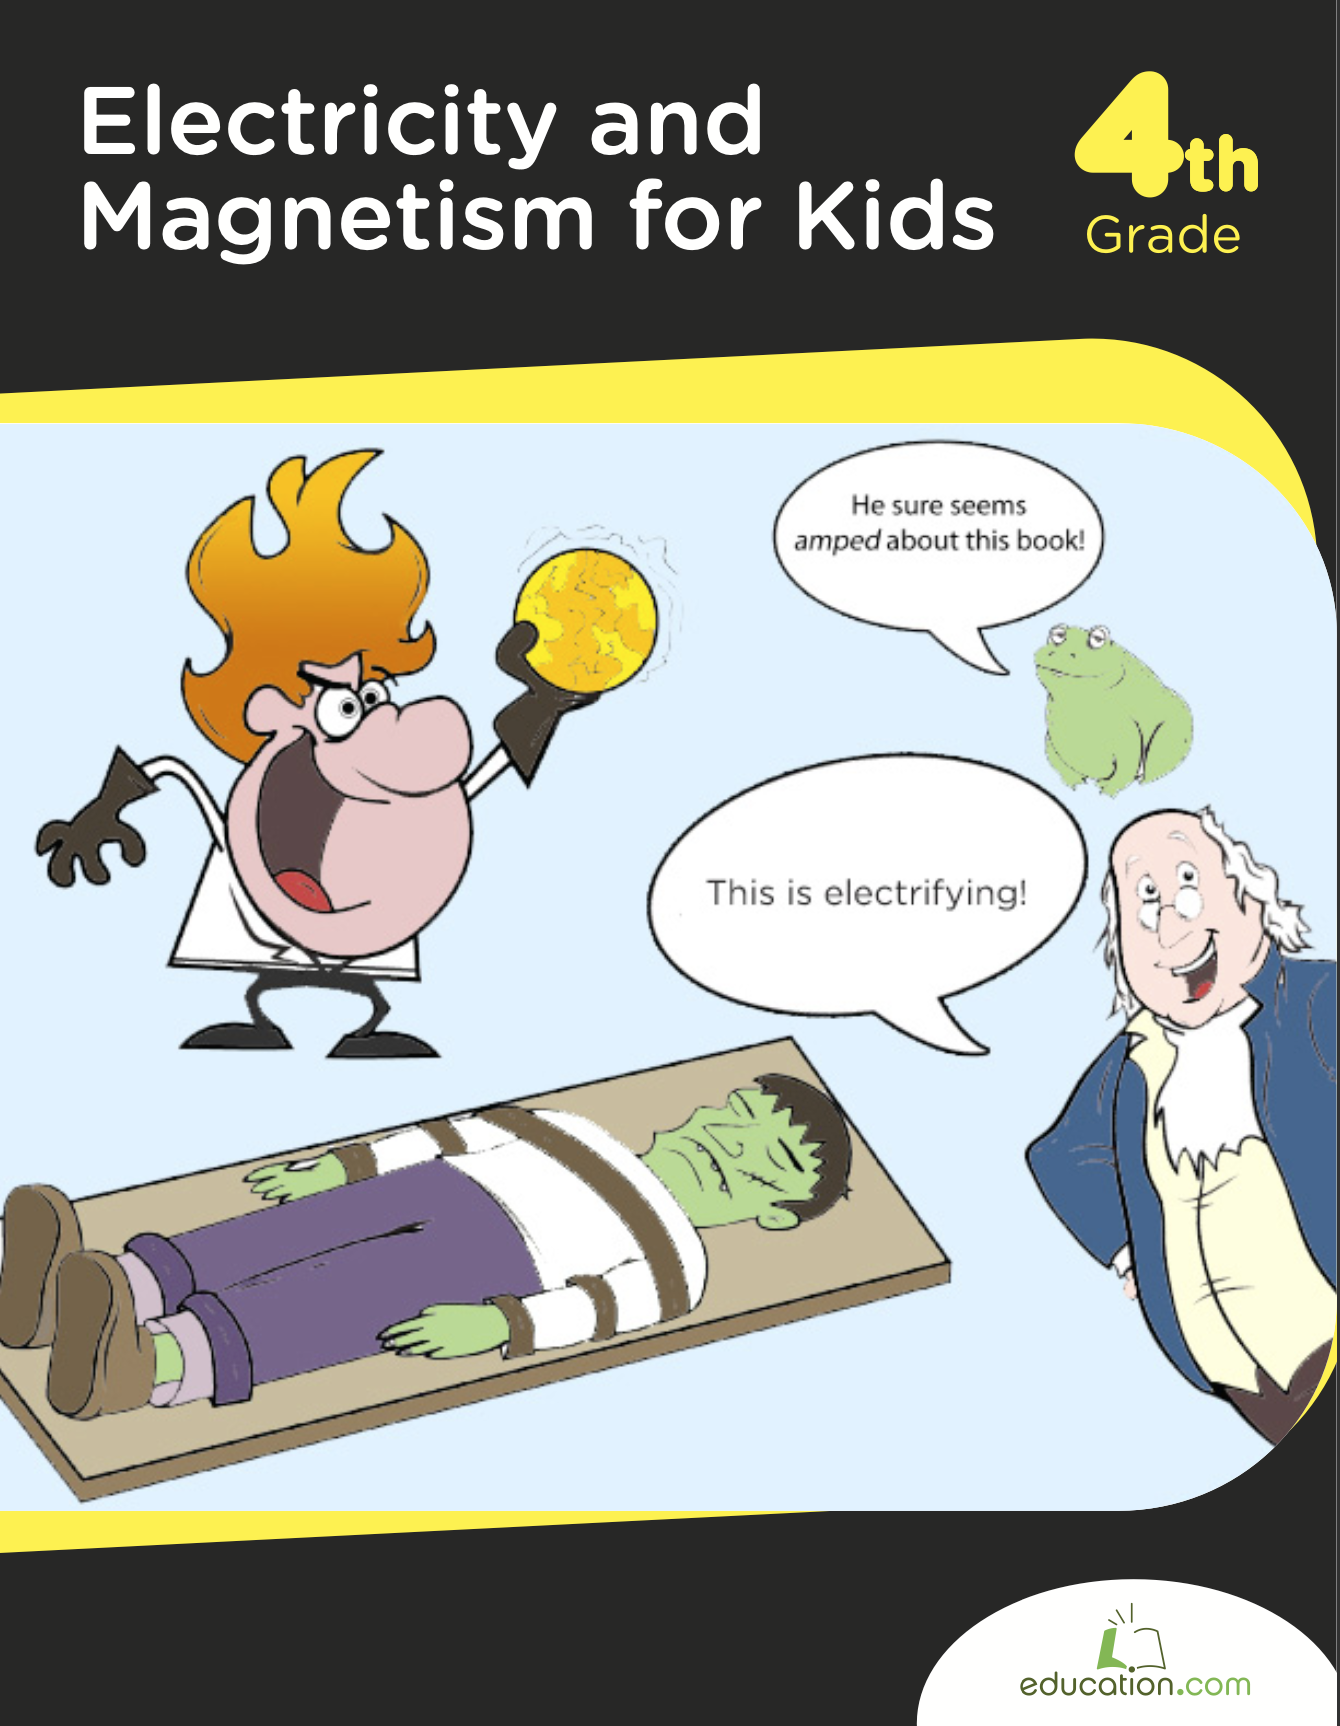 Electricity and
Magnetism for Kids
4th
Grade
He sure seems
amped about this book!
This is electrifying!
education.com